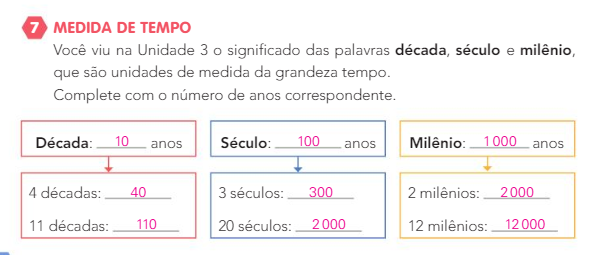 7 MEDIDA DE TEMPO
Você viu na Unidade 3 o significado das palavras década, século e milênio,
que são unidades de medida da grandeza tempo.
Complete com o número de anos correspondente.
Década: 10 anos
Século: 100 anos
Milênio: 1 000 anos
4 décadas: 40
11 décadas: 110
3 séculos: 300
20 séculos: 2 000
2 milênios: 2 000
12 milênios: 12 000